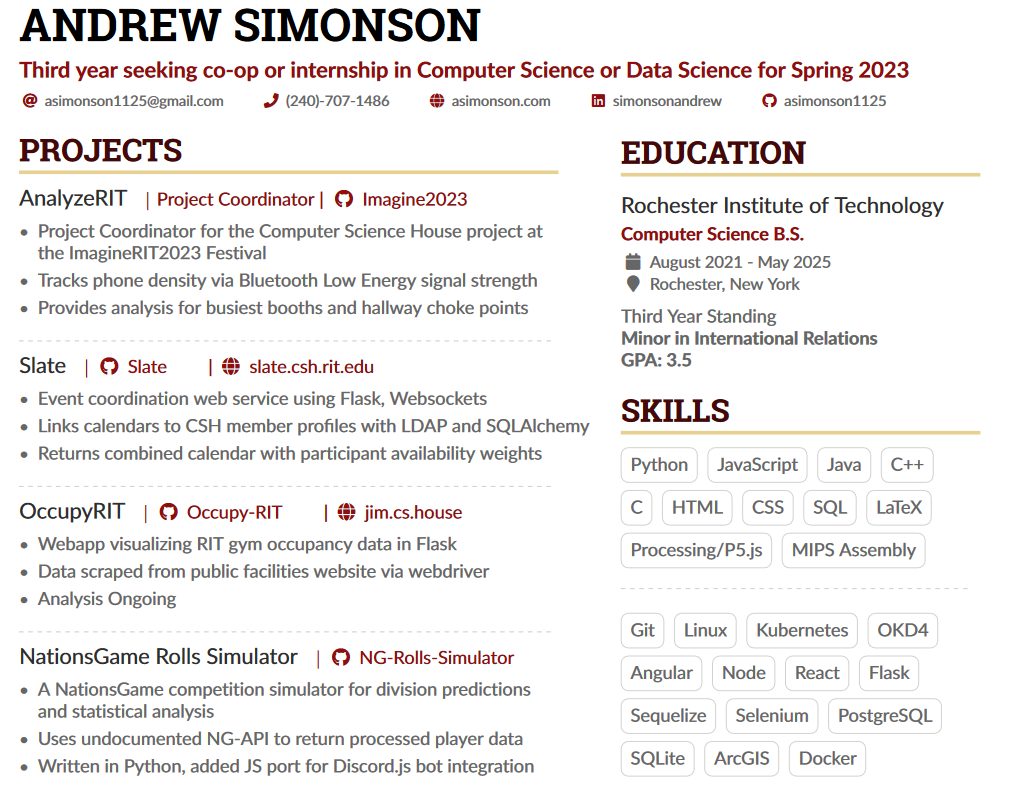 ANDREW SIMONSON
Third year seeking co-op or internship in Computer Science or Data Science for Spring 2023
asimonson1125@gmail.com (240)-707-1486 asimonson.com simonsonandrew asimonson1125
PROJECTS
AnalyzeRIT | Project Coordinator | Imagine2023
• Project Coordinator for the Computer Science House project at
the ImagineRIT2023 Festival
• Tracks phone density via Bluetooth Low Energy signal strength
• Provides analysis for busiest booths and hallway choke points
Slate | Slate | slate.csh.rit.edu
• Event coordination web service using Flask, Websockets
• Links calendars to CSH member profiles with LDAP and SQLAlchemy
• Returns combined calendar with participant availability weights
OccupyRIT | Occupy-RIT | jim.cs.house
• Webapp visualizing RIT gym occupancy data in Flask
• Data scraped from public facilities website via webdriver
• Analysis Ongoing
NationsGame Rolls Simulator | NG-Rolls-Simulator
• A NationsGame competition simulator for division predictions
and statistical analysis
• Uses undocumented NG-API to return processed player data
• Written in Python, added JS port for Discord.js bot integration
EDUCATION
Rochester Institute of Technology
Computer Science B.S.
August 2021 - May 2025
Rochester, New York
Third Year Standing
Minor in International Relations
GPA: 3.5
SKILLS
Python JavaScript Java C++
C HTML CSS SQL LaTeX
Processing/P5.js MIPS Assembly
Git Linux Kubernetes OKD4
Angular Node React Flask
Sequelize Selenium PostgreSQL
SQLite ArcGIS Docker